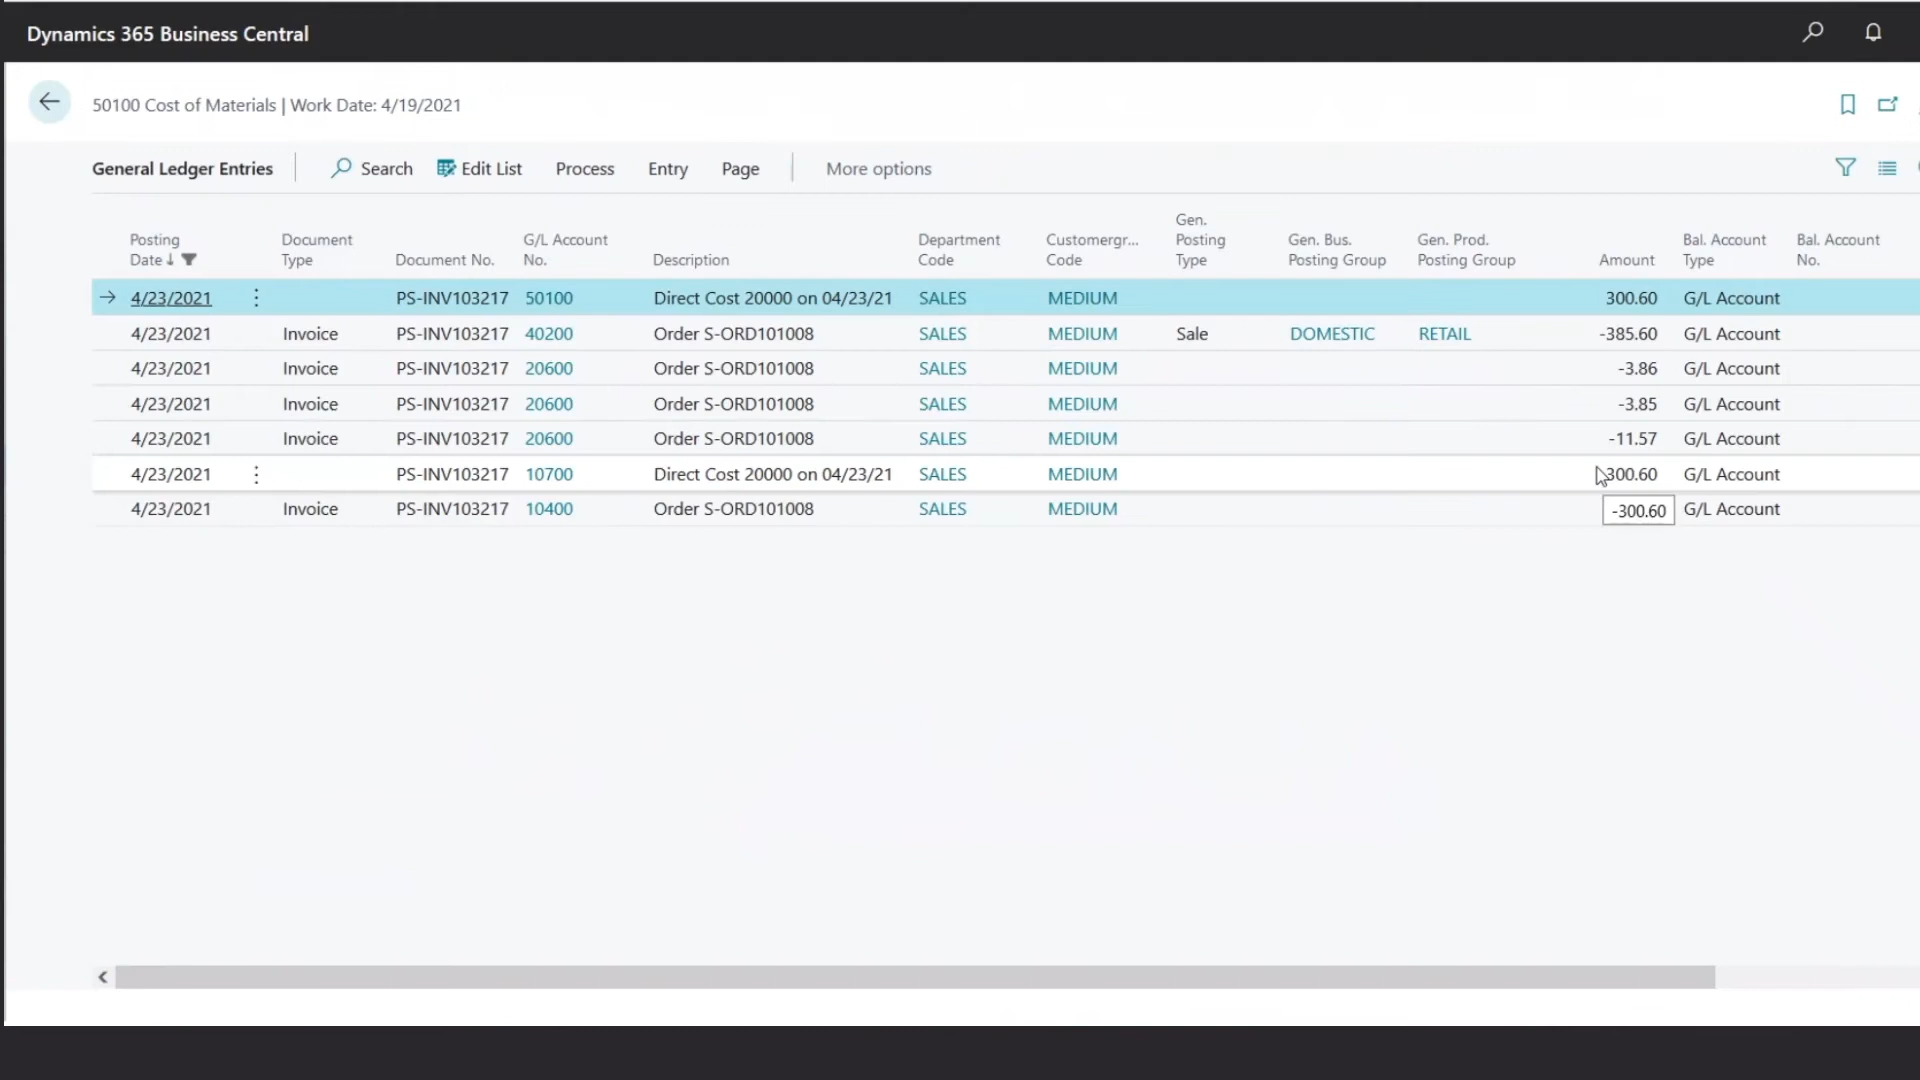 Dynamics 365 Business Central
50100 Cost of Materials | Work Date: 4/19/2021
General Ledger Entries Search Edit List Process Entry Page More options
Posting Date ↓ Document Type Document No. G/L Account No. Description Department Code Customergr... Code Gen. Posting Type Gen. Bus. Posting Group Gen. Prod. Posting Group Amount Bal. Account Type Bal. Account No.
4/23/2021 PS-INV103217 50100 Direct Cost 20000 on 04/23/21 SALES MEDIUM 300.60 G/L Account
4/23/2021 Invoice PS-INV103217 40200 Order S-ORD101008 SALES MEDIUM Sale DOMESTIC RETAIL -385.60 G/L Account
4/23/2021 Invoice PS-INV103217 20600 Order S-ORD101008 SALES MEDIUM -3.86 G/L Account
4/23/2021 Invoice PS-INV103217 20600 Order S-ORD101008 SALES MEDIUM -3.85 G/L Account
4/23/2021 Invoice PS-INV103217 20600 Order S-ORD101008 SALES MEDIUM -11.57 G/L Account
4/23/2021 PS-INV103217 10700 Direct Cost 20000 on 04/23/21 SALES MEDIUM 300.60 G/L Account
4/23/2021 Invoice PS-INV103217 10400 Order S-ORD101008 SALES MEDIUM -300.60 G/L Account